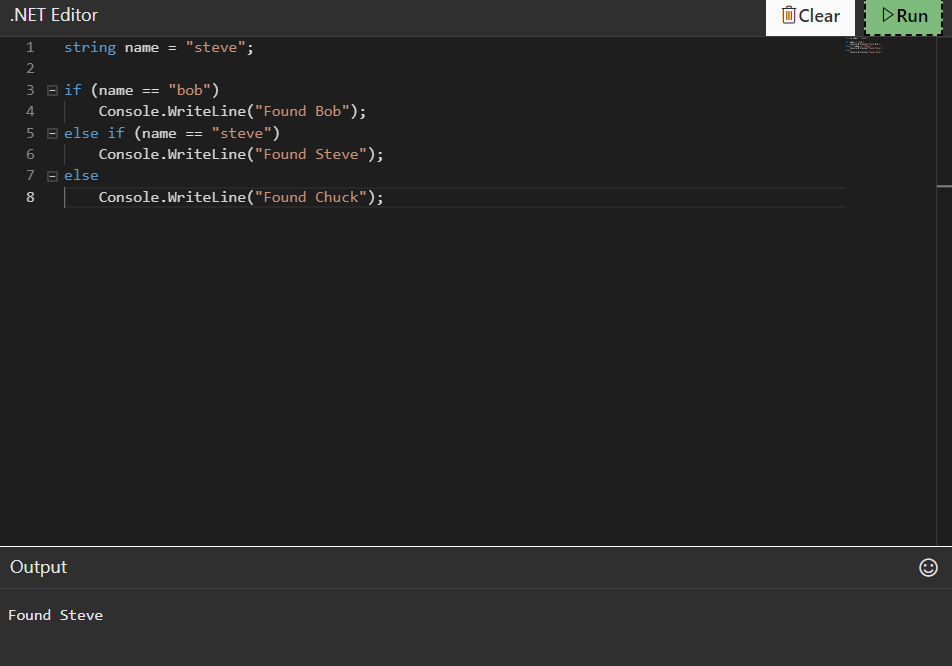 .NET Editor
Clear
Run
1 string name = "steve";
2
3 if (name == "bob")
4     Console.WriteLine("Found Bob");
5 else if (name == "steve")
6     Console.WriteLine("Found Steve");
7 else
8     Console.WriteLine("Found Chuck");
Output
Found Steve